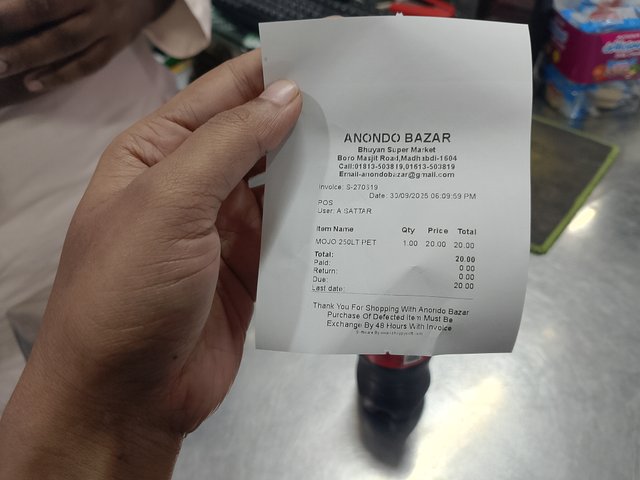 ANONDO BAZAR
Bhuyan Super Market
Boro Masjit Road,Madhabdi-1604
Call:01813-503819,01613-503819
Email-anondobazar@gmail.com
Invoice: S-270319
Date: 30/09/2025 06:09:59 PM
POS
User: A SATTAR
Item Name Qty Price Total
MOJO 250LT PET 1.00 20.00 20.00
Total: 20.00
Paid: 0.00
Return: 0.00
Due: 20.00
Last date:
Thank You For Shopping With Anondo Bazar
Purchase Of Defected Item Must Be
Exchange By 48 Hours With Invoice